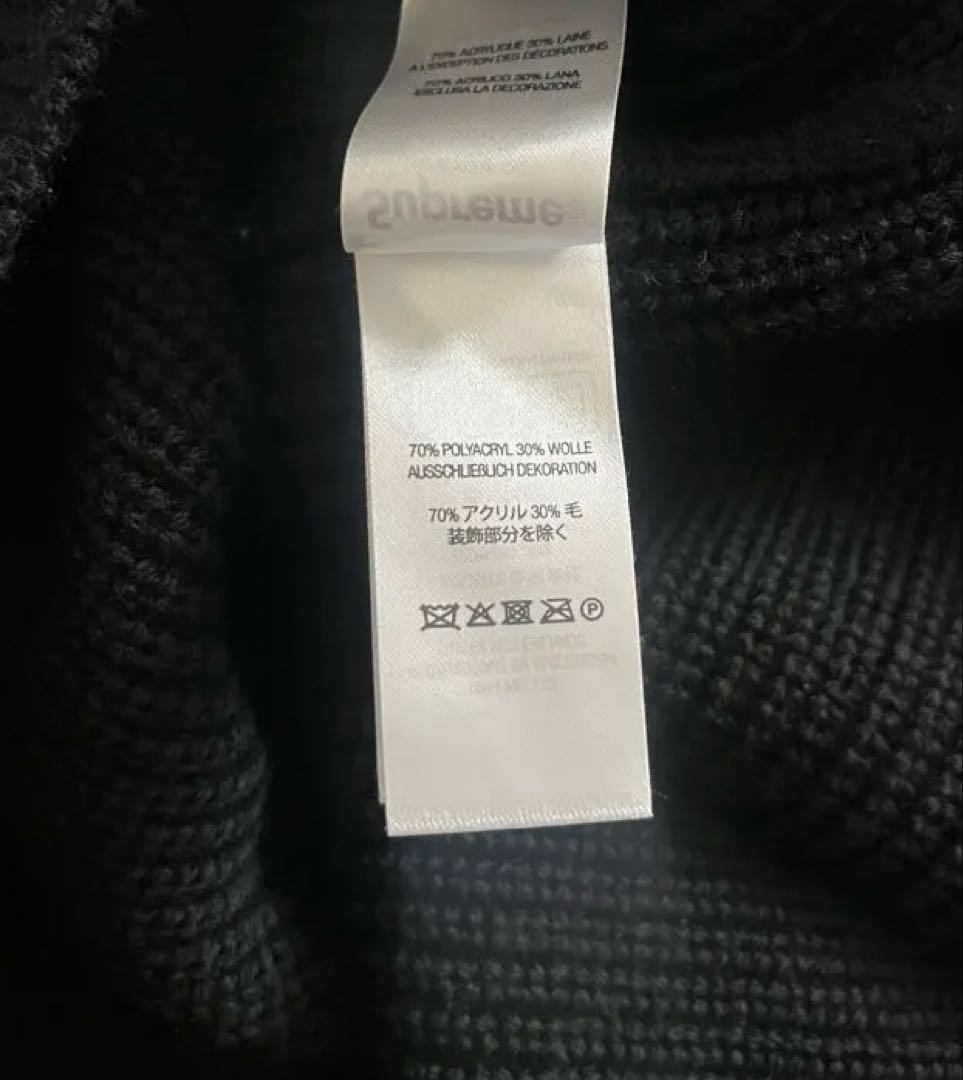 70% ACRYLIQUE 30% LAINE
A L'EXCEPTION DES DÉCORATIONS
70% ACRILICO 30% LANA
ESCLUSA LA DECORAZIONE
Supreme
70% POLYACRYL 30% WOLLE
AUSSCHLIEßLICH DEKORATION
70% アクリル 30% 毛
装飾部分を除く
P